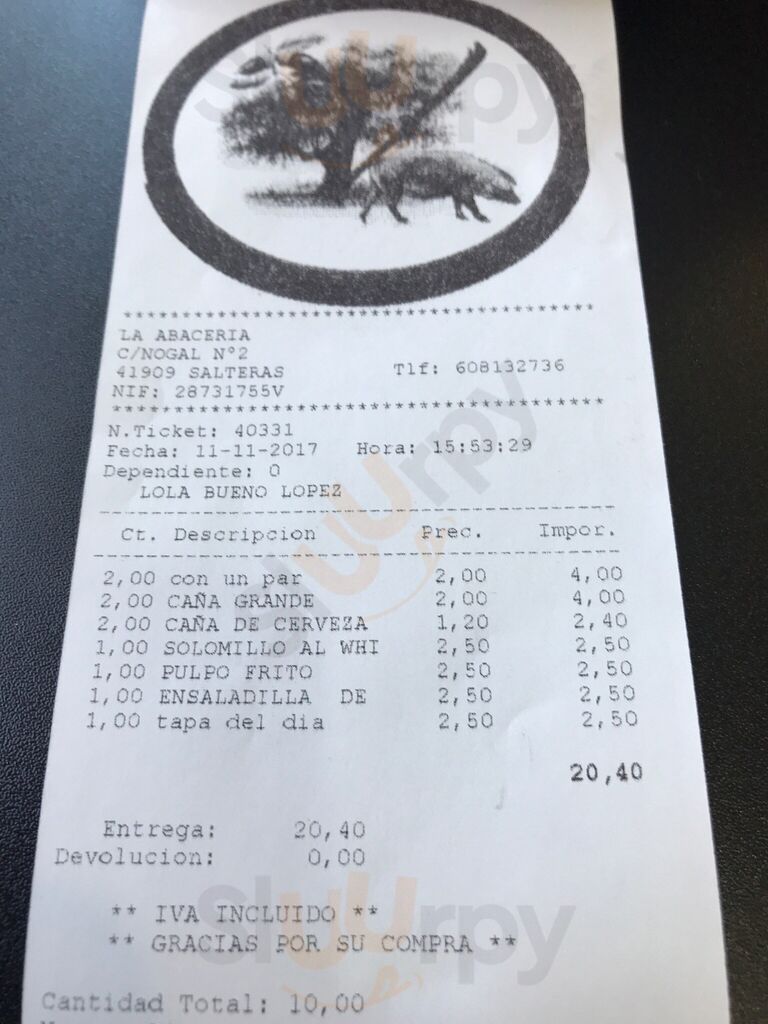 ****************************************
LA ABACERIA
C/NOGAL Nº2
41909 SALTERAS Tlf: 608132736
NIF: 28731755V
****************************************
N.Ticket: 40331
Fecha: 11-11-2017 Hora: 15:53:29
Dependiente: 0
LOLA BUENO LOPEZ
Ct. Descripcion Prec. Impor.
2,00 con un par 2,00 4,00
2,00 CAÑA GRANDE 2,00 4,00
2,00 CAÑA DE CERVEZA 1,20 2,40
1,00 SOLOMILLO AL WHI 2,50 2,50
1,00 PULPO FRITO 2,50 2,50
1,00 ENSALADILLA DE 2,50 2,50
1,00 tapa del dia 2,50 2,50
20,40
Entrega: 20,40
Devolucion: 0,00
** IVA INCLUIDO **
** GRACIAS POR SU COMPRA **
Cantidad Total: 10,00
Sluurpy
Sluurpy
Sluurpy